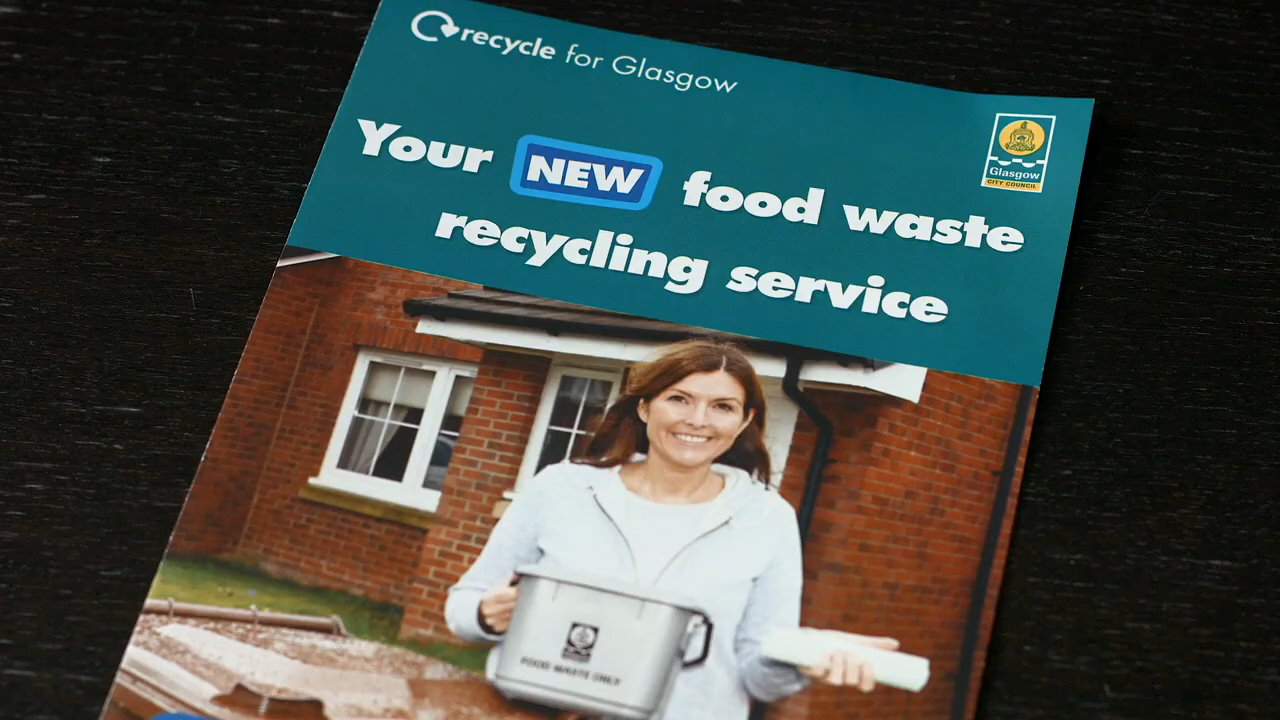 recycle for Glasgow
Your NEW food waste
recycling service
Glasgow
CITY COUNCIL
FOOD WASTE ONLY